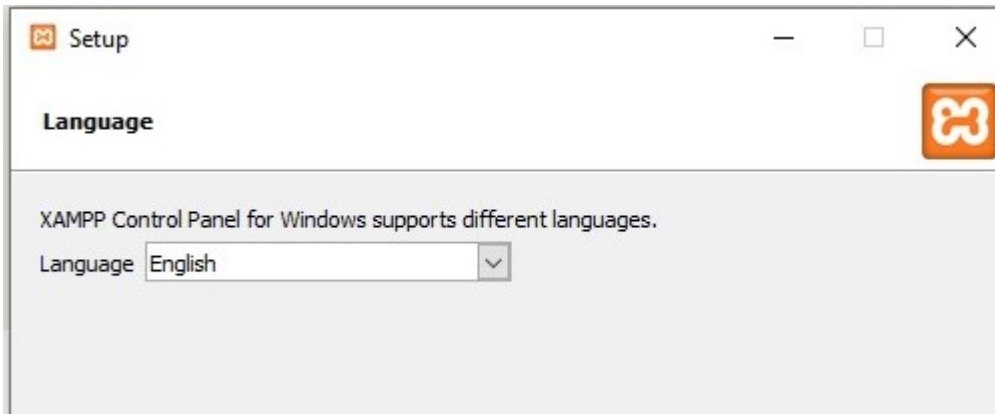 Setup
Language
XAMPP Control Panel for Windows supports different languages.
Language English